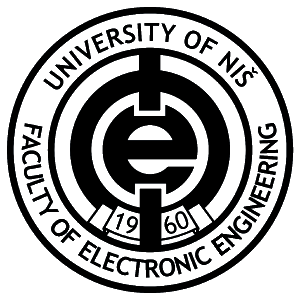 UNIVERSITY OF NIŠ
FACULTY OF ELECTRONIC ENGINEERING
e
19 60